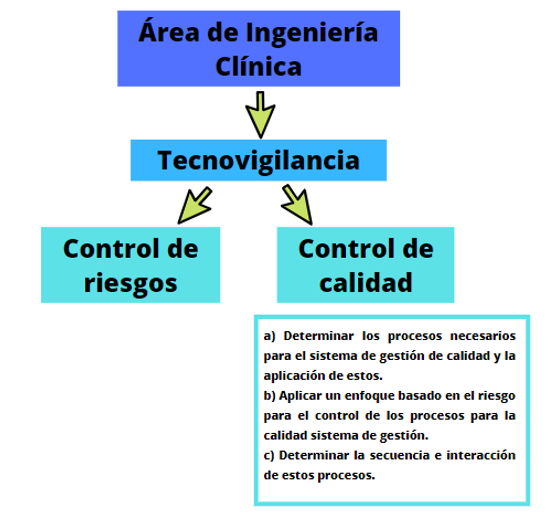 Área de Ingeniería
Clínica
Tecnovigilancia
Control de
riesgos
Control de
calidad
a) Determinar los procesos necesarios
para el sistema de gestión de calidad y la
aplicación de estos.
b) Aplicar un enfoque basado en el riesgo
para el control de los procesos para la
calidad sistema de gestión.
c) Determinar la secuencia e interacción
de estos procesos.